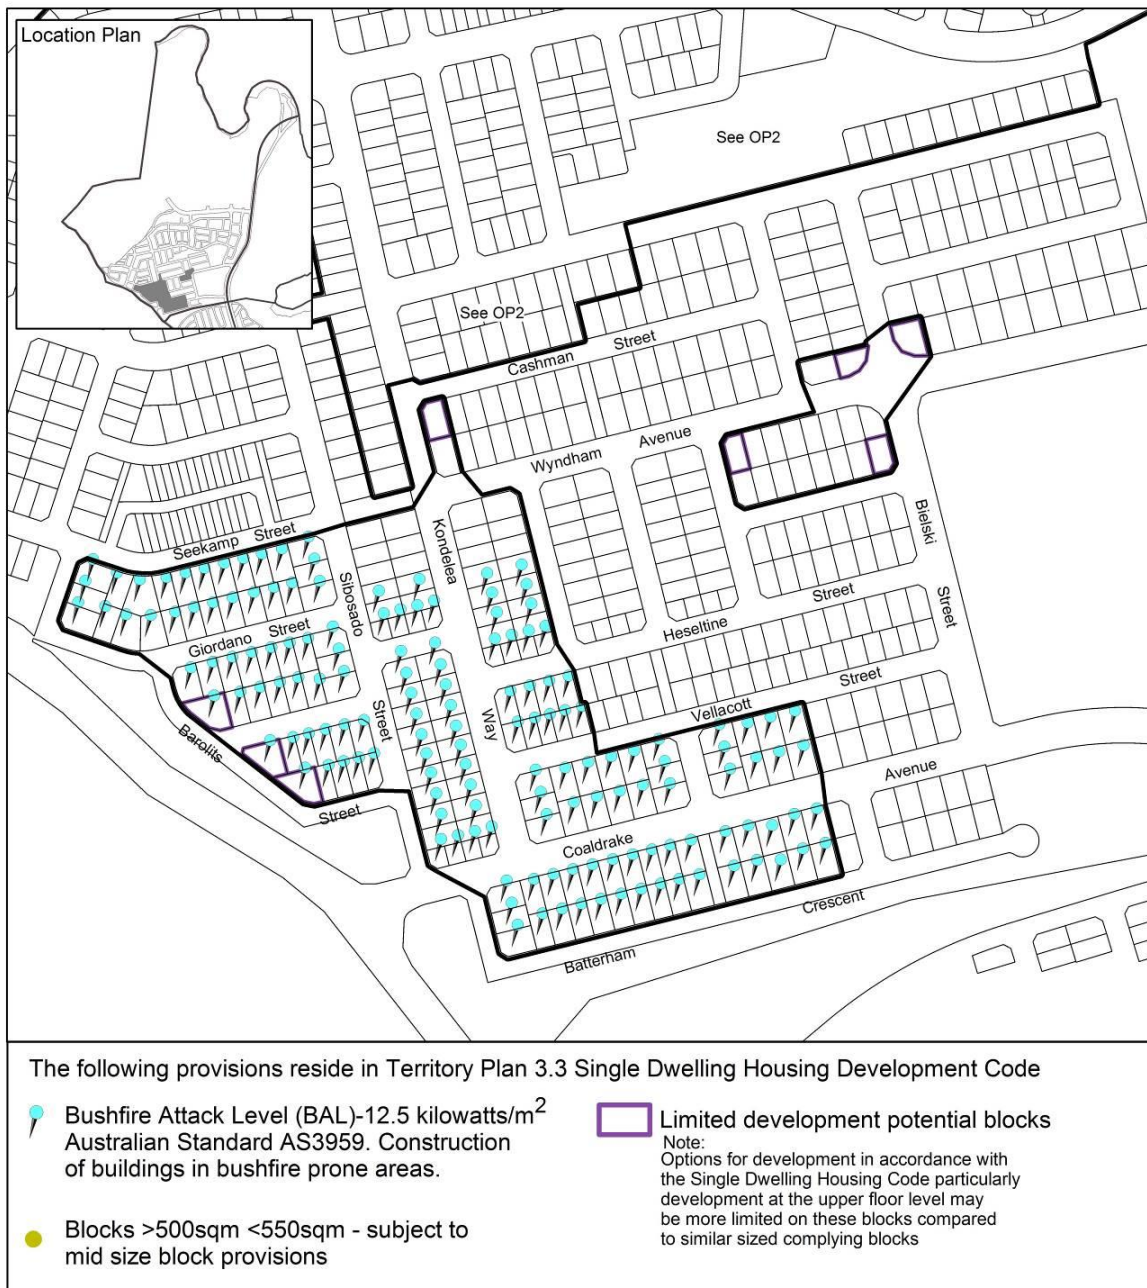 Location Plan
See OP2
See OP2
Cashman Street
Wyndham Avenue
Seekamp Street
Kondelea
Way
Sibosado
Street
Bielski
Street
Giordano Street
Heseltine Street
Barolits
Street
Vellacott Street
Coaldrake Avenue
Batterham Crescent
The following provisions reside in Territory Plan 3.3 Single Dwelling Housing Development Code
Bushfire Attack Level (BAL)-12.5 kilowatts/m²
Australian Standard AS3959. Construction
of buildings in bushfire prone areas.
Blocks >500sqm <550sqm - subject to
mid size block provisions
Limited development potential blocks
Note:
Options for development in accordance with
the Single Dwelling Housing Code particularly
development at the upper floor level may
be more limited on these blocks compared
to similar sized complying blocks